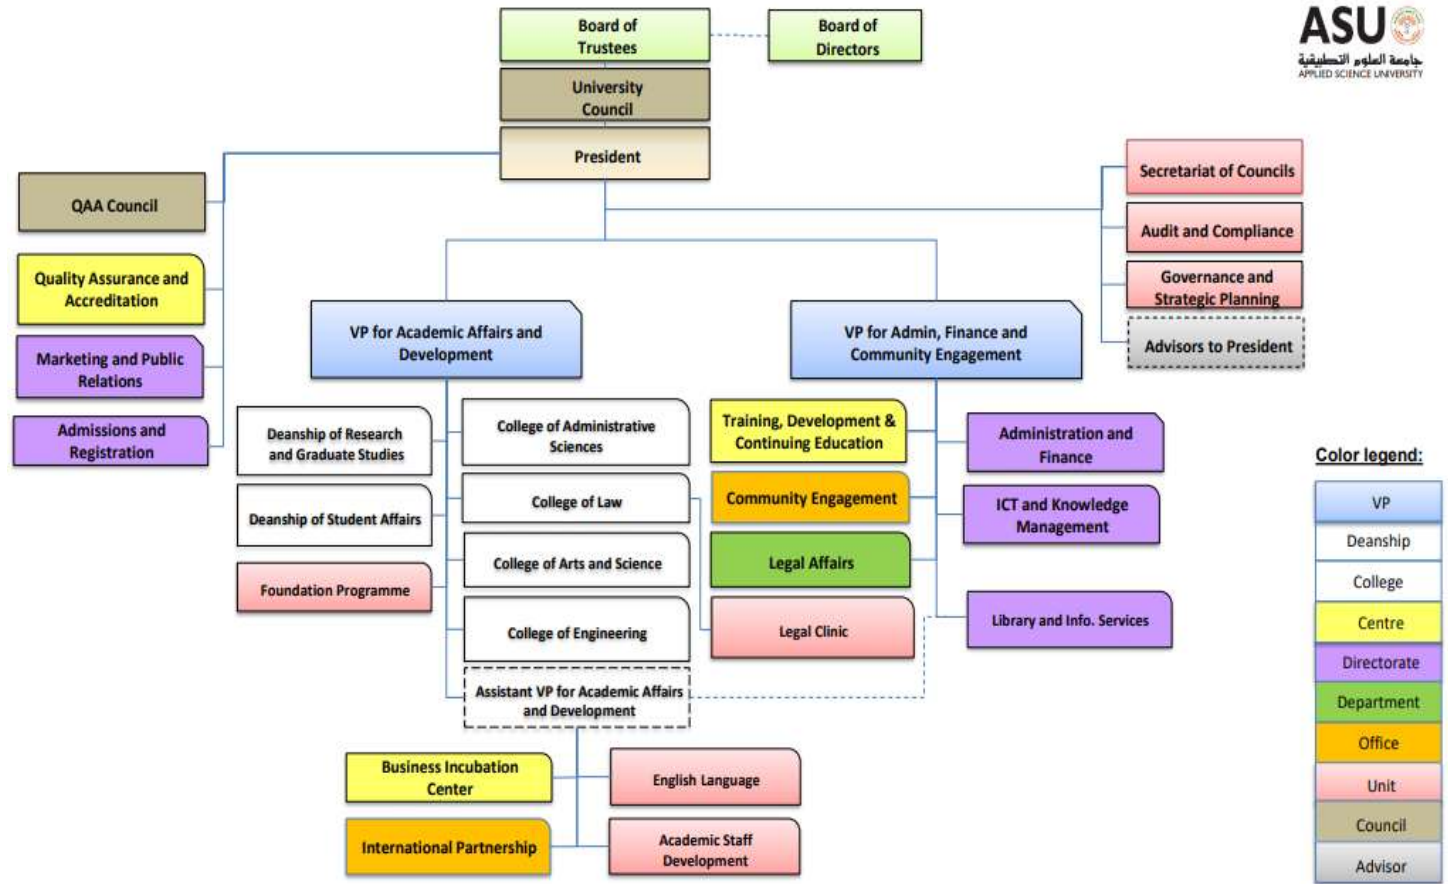 Board of
Trustees
Board of
Directors
ASU
جامعة العلوم التطبيقية
APPLIED SCIENCE UNIVERSITY
University
Council
President
QAA Council
Quality Assurance and
Accreditation
Marketing and Public
Relations
Admissions and
Registration
Secretariat of Councils
Audit and Compliance
Governance and
Strategic Planning
Advisors to President
VP for Academic Affairs and
Development
VP for Admin, Finance and
Community Engagement
Deanship of Research
and Graduate Studies
Deanship of Student Affairs
Foundation Programme
College of Administrative
Sciences
College of Law
College of Arts and Science
College of Engineering
Assistant VP for Academic Affairs
and Development
Training, Development &
Continuing Education
Community Engagement
Legal Affairs
Legal Clinic
Administration and
Finance
ICT and Knowledge
Management
Library and Info. Services
Business Incubation
Center
International Partnership
English Language
Academic Staff
Development
Color legend:
VP
Deanship
College
Centre
Directorate
Department
Office
Unit
Council
Advisor